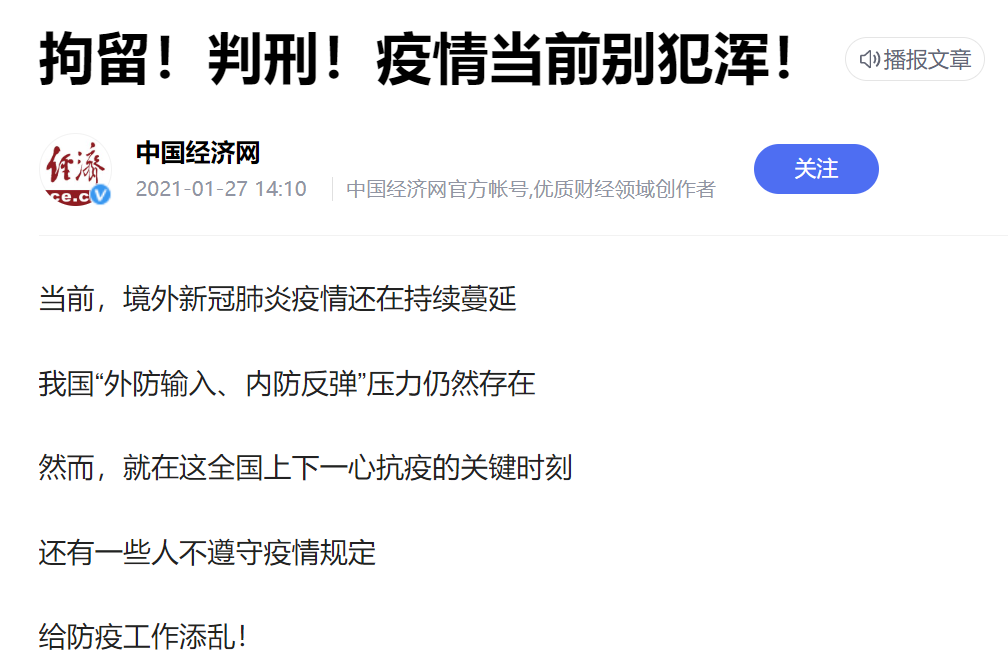 拘留！判刑！疫情当前别犯浑！
播报文章
经济
ce.c
中国经济网
2021-01-27 14:10
中国经济网官方帐号,优质财经领域创作者
关注
当前，境外新冠肺炎疫情还在持续蔓延
我国“外防输入、内防反弹”压力仍然存在
然而，就在这全国上下一心抗疫的关键时刻
还有一些人不遵守疫情规定
给防疫工作添乱！